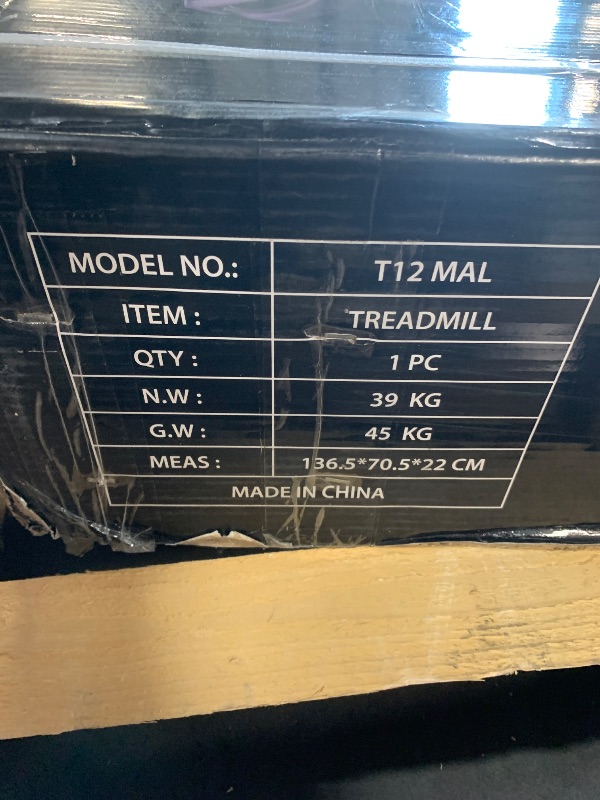 MODEL NO.: T12 MAL
ITEM : TREADMILL
QTY : 1 PC
N.W : 39 KG
G.W : 45 KG
MEAS : 136.5*70.5*22 CM
MADE IN CHINA